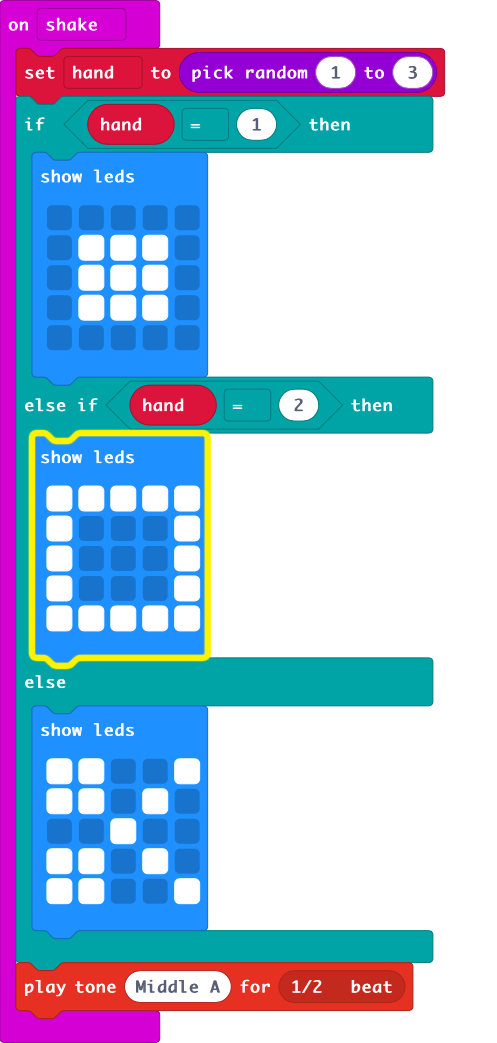 on shake
set hand to pick random 1 to 3
if hand = 1 then
show leds
else if hand = 2 then
show leds
else
show leds
play tone Middle A for 1/2 beat